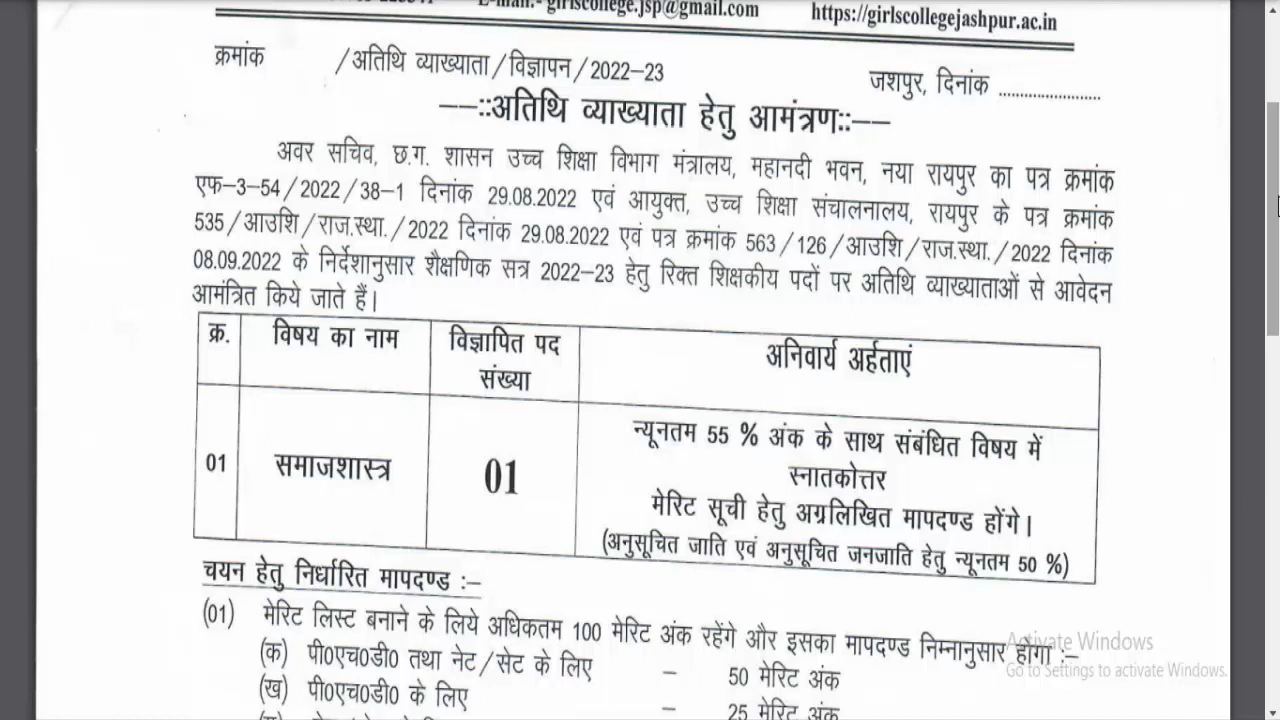 E-mail.- girlscollege.jsp@gmail.com https://girlscollegejashpur.ac.in
क्रमांक /अतिथि व्याख्याता/विज्ञापन/2022-23 जशपुर, दिनांक .......................
---::अतिथि व्याख्याता हेतु आमंत्रण::---
अवर सचिव, छ.ग. शासन उच्च शिक्षा विभाग मंत्रालय, महानदी भवन, नया रायपुर का पत्र क्रमांक
एफ-3-54/2022/38-1 दिनांक 29.08.2022 एवं आयुक्त, उच्च शिक्षा संचालनालय, रायपुर के पत्र क्रमांक
535/आउशि/राज.स्था./2022 दिनांक 29.08.2022 एवं पत्र क्रमांक 563/126/आउशि/राज.स्था./2022 दिनांक
08.09.2022 के निर्देशानुसार शैक्षणिक सत्र 2022-23 हेतु रिक्त शिक्षकीय पदों पर अतिथि व्याख्याताओं से आवेदन
आमंत्रित किये जाते हैं।
क्र. विषय का नाम विज्ञापित पद संख्या अनिवार्य अर्हताएं
01 समाजशास्त्र 01 न्यूनतम 55 % अंक के साथ संबंधित विषय में
स्नातकोत्तर
मेरिट सूची हेतु अग्रलिखित मापदण्ड होंगे।
(अनुसूचित जाति एवं अनुसूचित जनजाति हेतु न्यूनतम 50 %)
चयन हेतु निर्धारित मापदण्ड :-
(01) मेरिट लिस्ट बनाने के लिये अधिकतम 100 मेरिट अंक रहेंगे और इसका मापदण्ड निम्नानुसार होगा :-
(क) पी0एच0डी0 तथा नेट/सेट के लिए - 50 मेरिट अंक
(ख) पी0एच0डी0 के लिए - 25 मेरिट अंक
Activate Windows
Go to Settings to activate Windows.